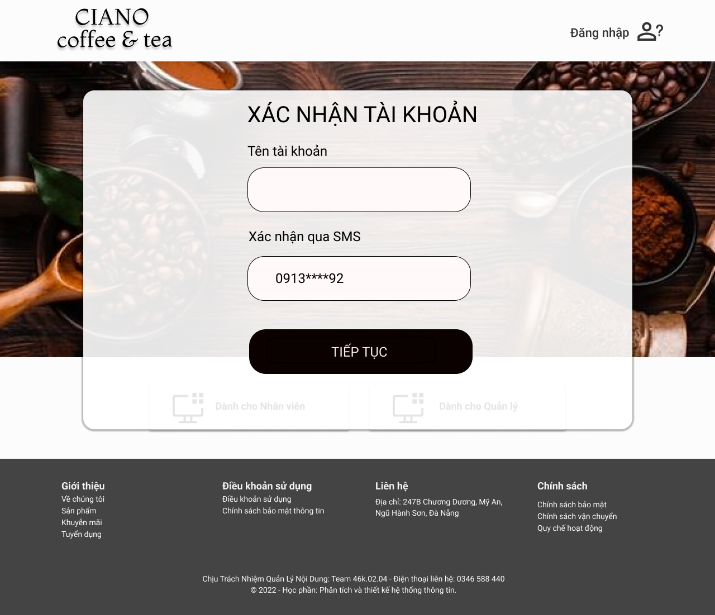 CIANO
coffee & tea
Đăng nhập
?
XÁC NHẬN TÀI KHOẢN
Tên tài khoản
Xác nhận qua SMS
0913****92
TIẾP TỤC
Dành cho Nhân viên
Dành cho Quản lý
Giới thiệu
Về chúng tôi
Sản phẩm
Khuyến mãi
Tuyển dụng
Điều khoản sử dụng
Điều khoản sử dụng
Chính sách bảo mật thông tin
Liên hệ
Địa chỉ: 247B Chương Dương, Mỹ An,
Ngũ Hành Sơn, Đà Nẵng
Chính sách
Chính sách bảo mật
Chính sách vận chuyển
Quy chế hoạt động
Chịu Trách Nhiệm Quản Lý Nội Dung: Team 46k.02.04 - Điện thoại liên hệ: 0346 588 440
© 2022 - Học phần: Phân tích và thiết kế hệ thống thông tin.